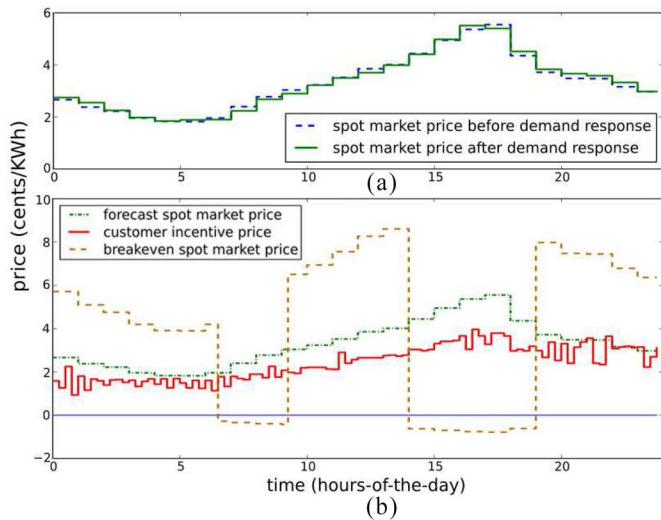 6
4
2
0
0
5
10
15
20
spot market price before demand response
spot market price after demand response
(a)
price (cents/KWh)
10
8
6
4
2
0
−2
forecast spot market price
customer incentive price
breakeven spot market price
0
5
10
15
20
time (hours-of-the-day)
(b)